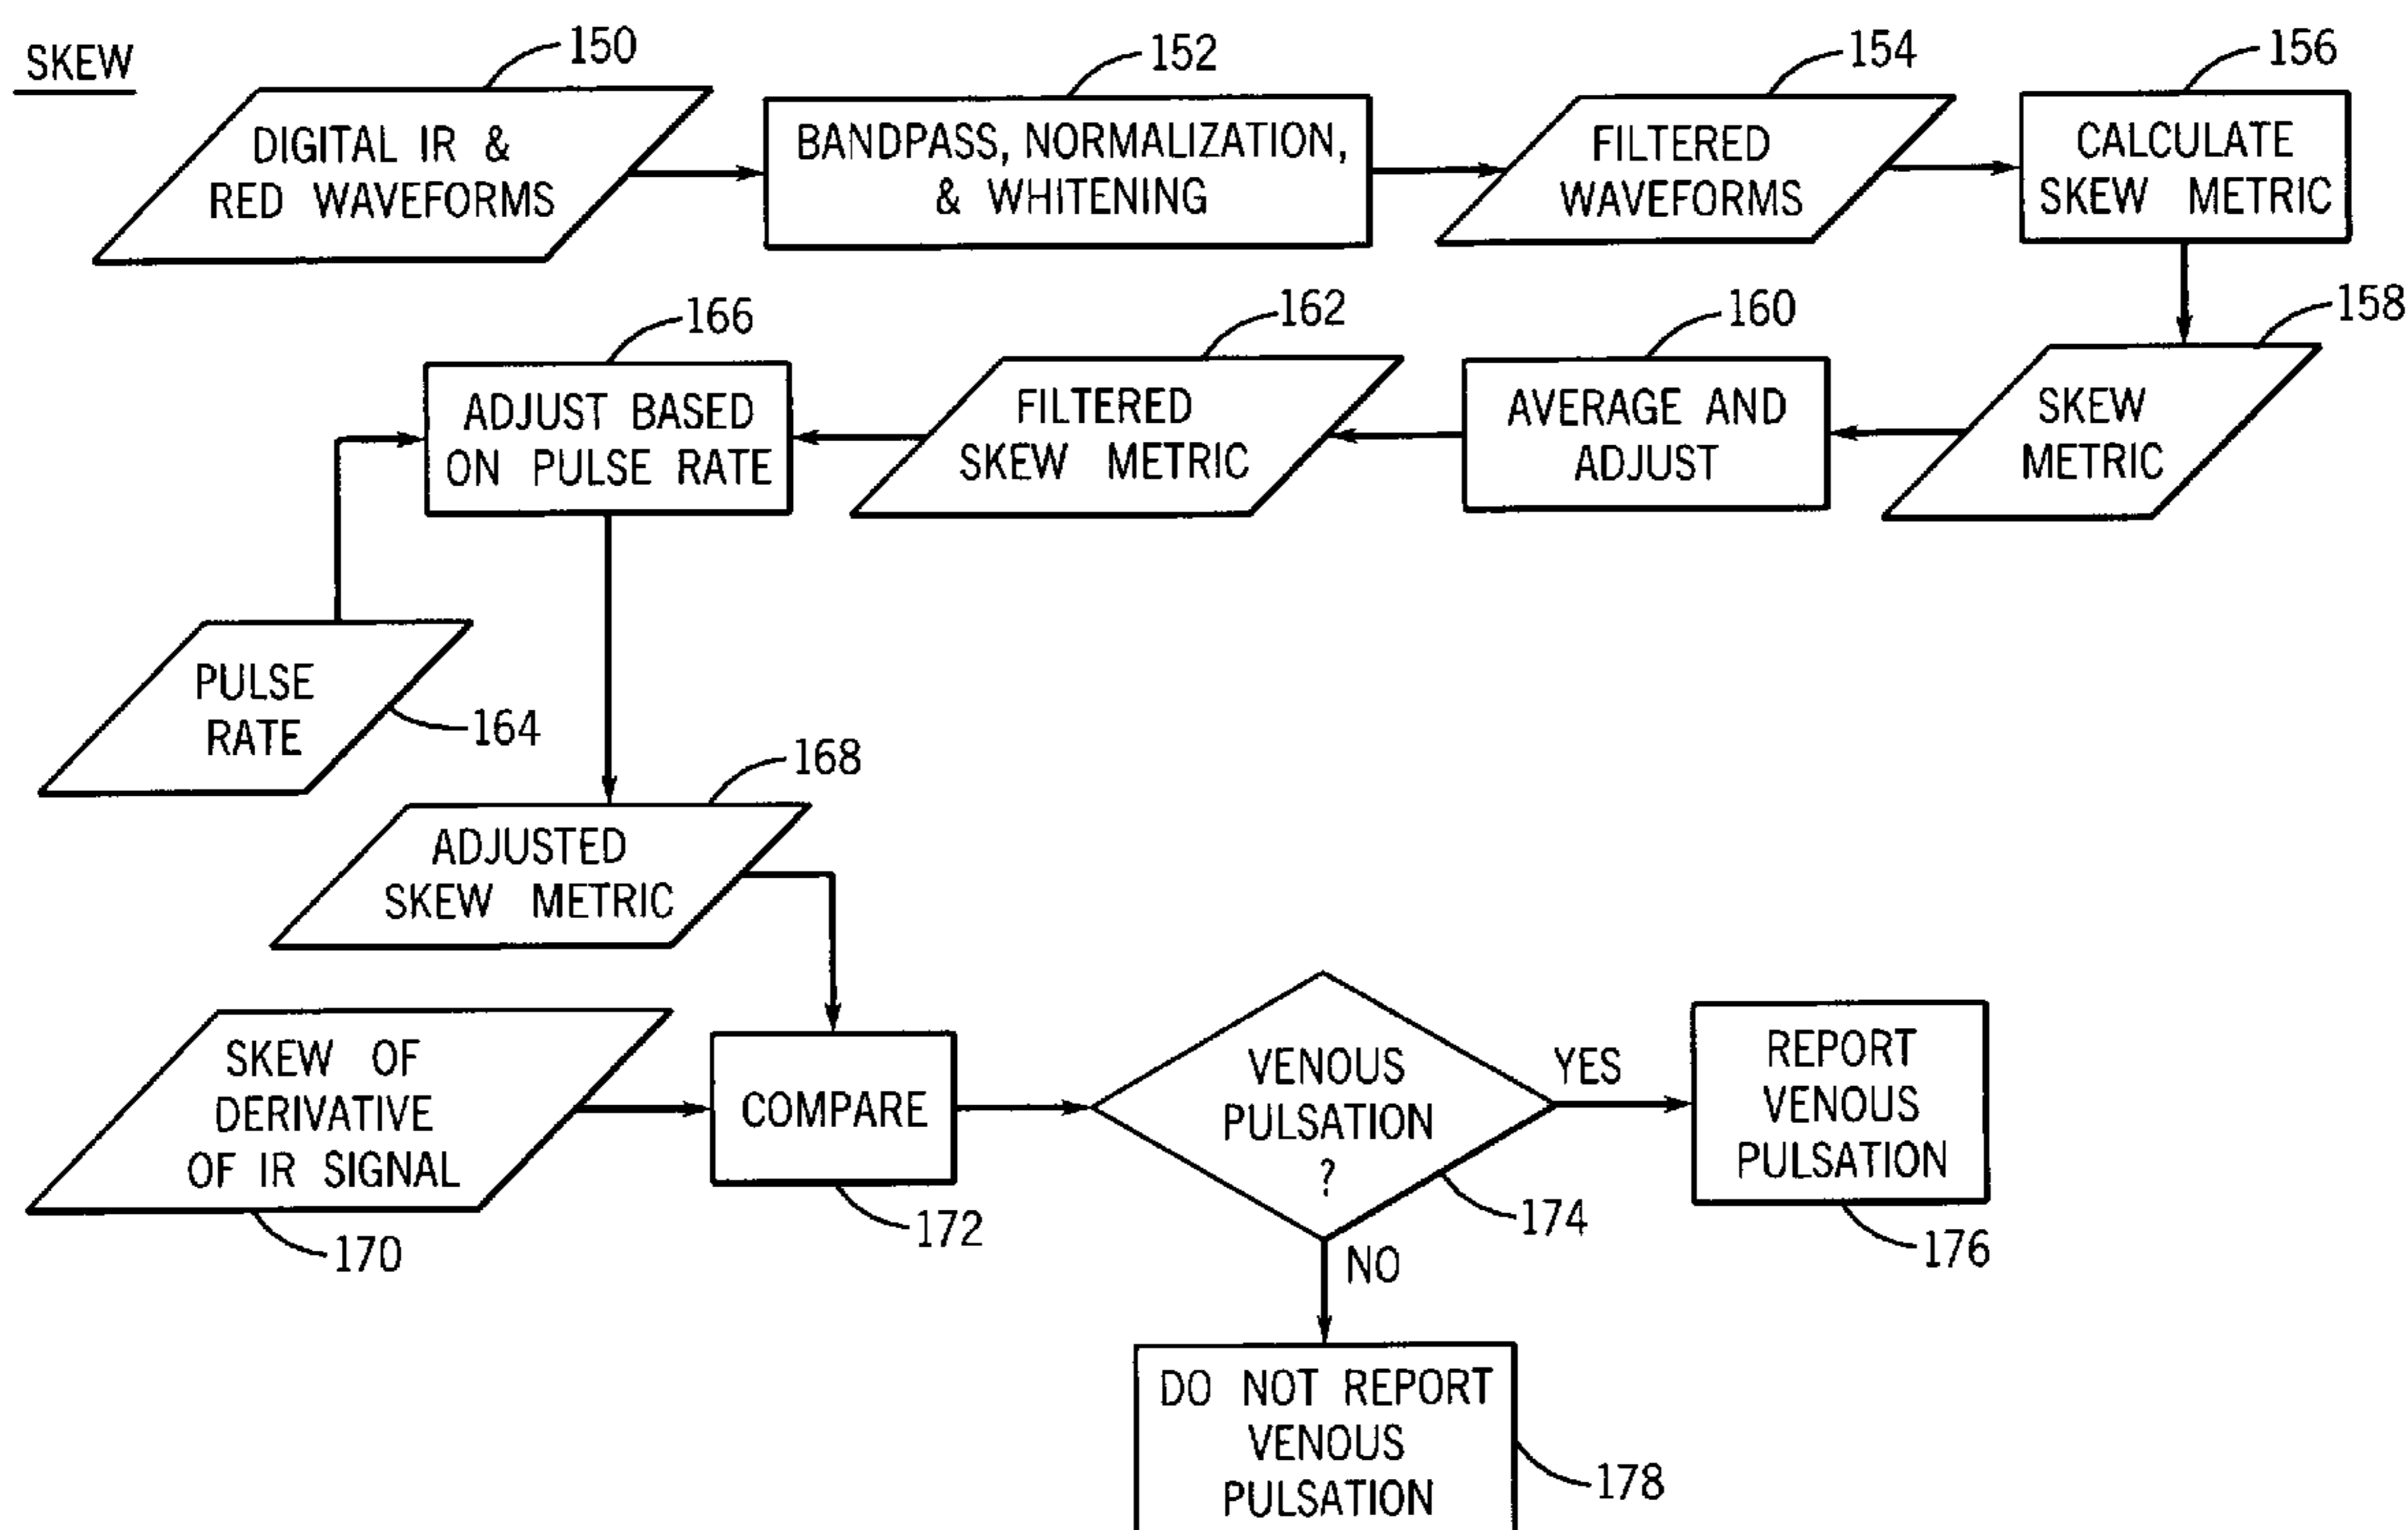 SKEW
150
DIGITAL IR &
RED WAVEFORMS
152
BANDPASS, NORMALIZATION,
& WHITENING
154
FILTERED
WAVEFORMS
156
CALCULATE
SKEW METRIC
158
SKEW
METRIC
160
AVERAGE AND
ADJUST
162
FILTERED
SKEW METRIC
166
ADJUST BASED
ON PULSE RATE
PULSE
RATE
164
168
ADJUSTED
SKEW METRIC
SKEW OF
DERIVATIVE
OF IR SIGNAL
170
COMPARE
172
VENOUS
PULSATION
?
174
YES
REPORT
VENOUS
PULSATION
176
NO
DO NOT REPORT
VENOUS
PULSATION
178